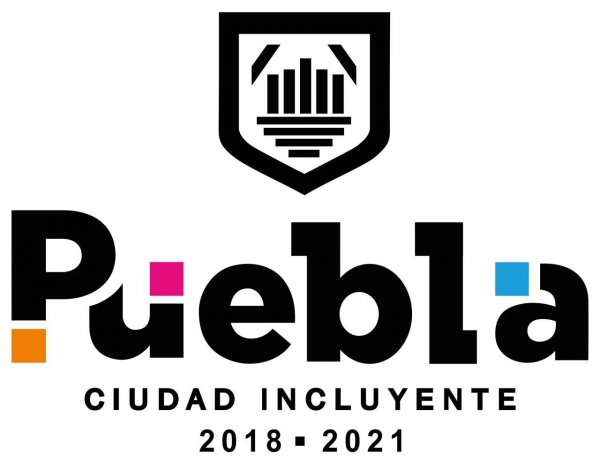 Puebla
CIUDAD INCLUYENTE
2018 ▪ 2021